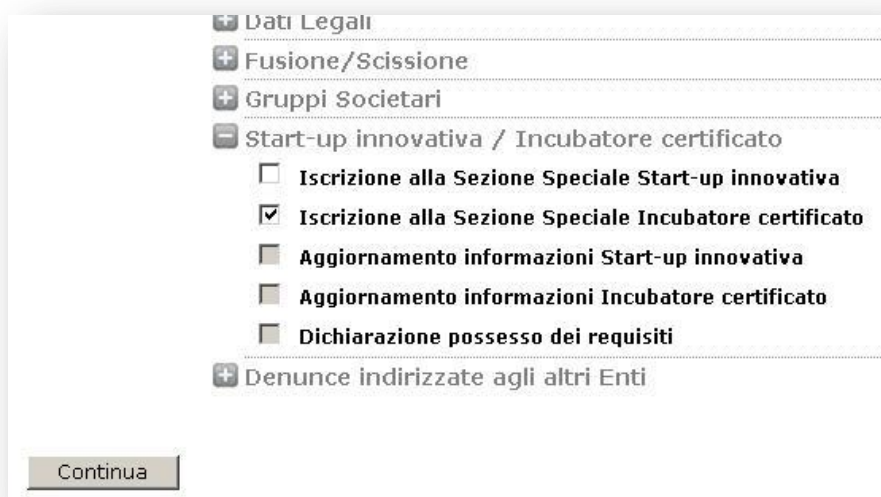 Dati Legali
Fusione/Scissione
Gruppi Societari
Start-up innovativa / Incubatore certificato
Iscrizione alla Sezione Speciale Start-up innovativa
Iscrizione alla Sezione Speciale Incubatore certificato
Aggiornamento informazioni Start-up innovativa
Aggiornamento informazioni Incubatore certificato
Dichiarazione possesso dei requisiti
Denunce indirizzate agli altri Enti
Continua